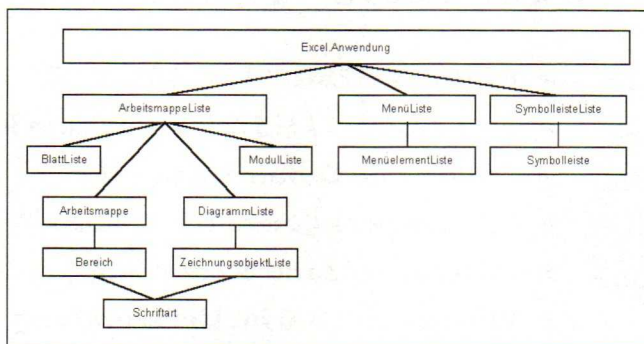 Excel.Anwendung
ArbeitsmappeListe
MenüListe
SymbolleisteListe
BlattListe
ModulListe
MenüelementListe
Symbolleiste
Arbeitsmappe
DiagrammListe
Bereich
ZeichnungsobjektListe
Schriftart